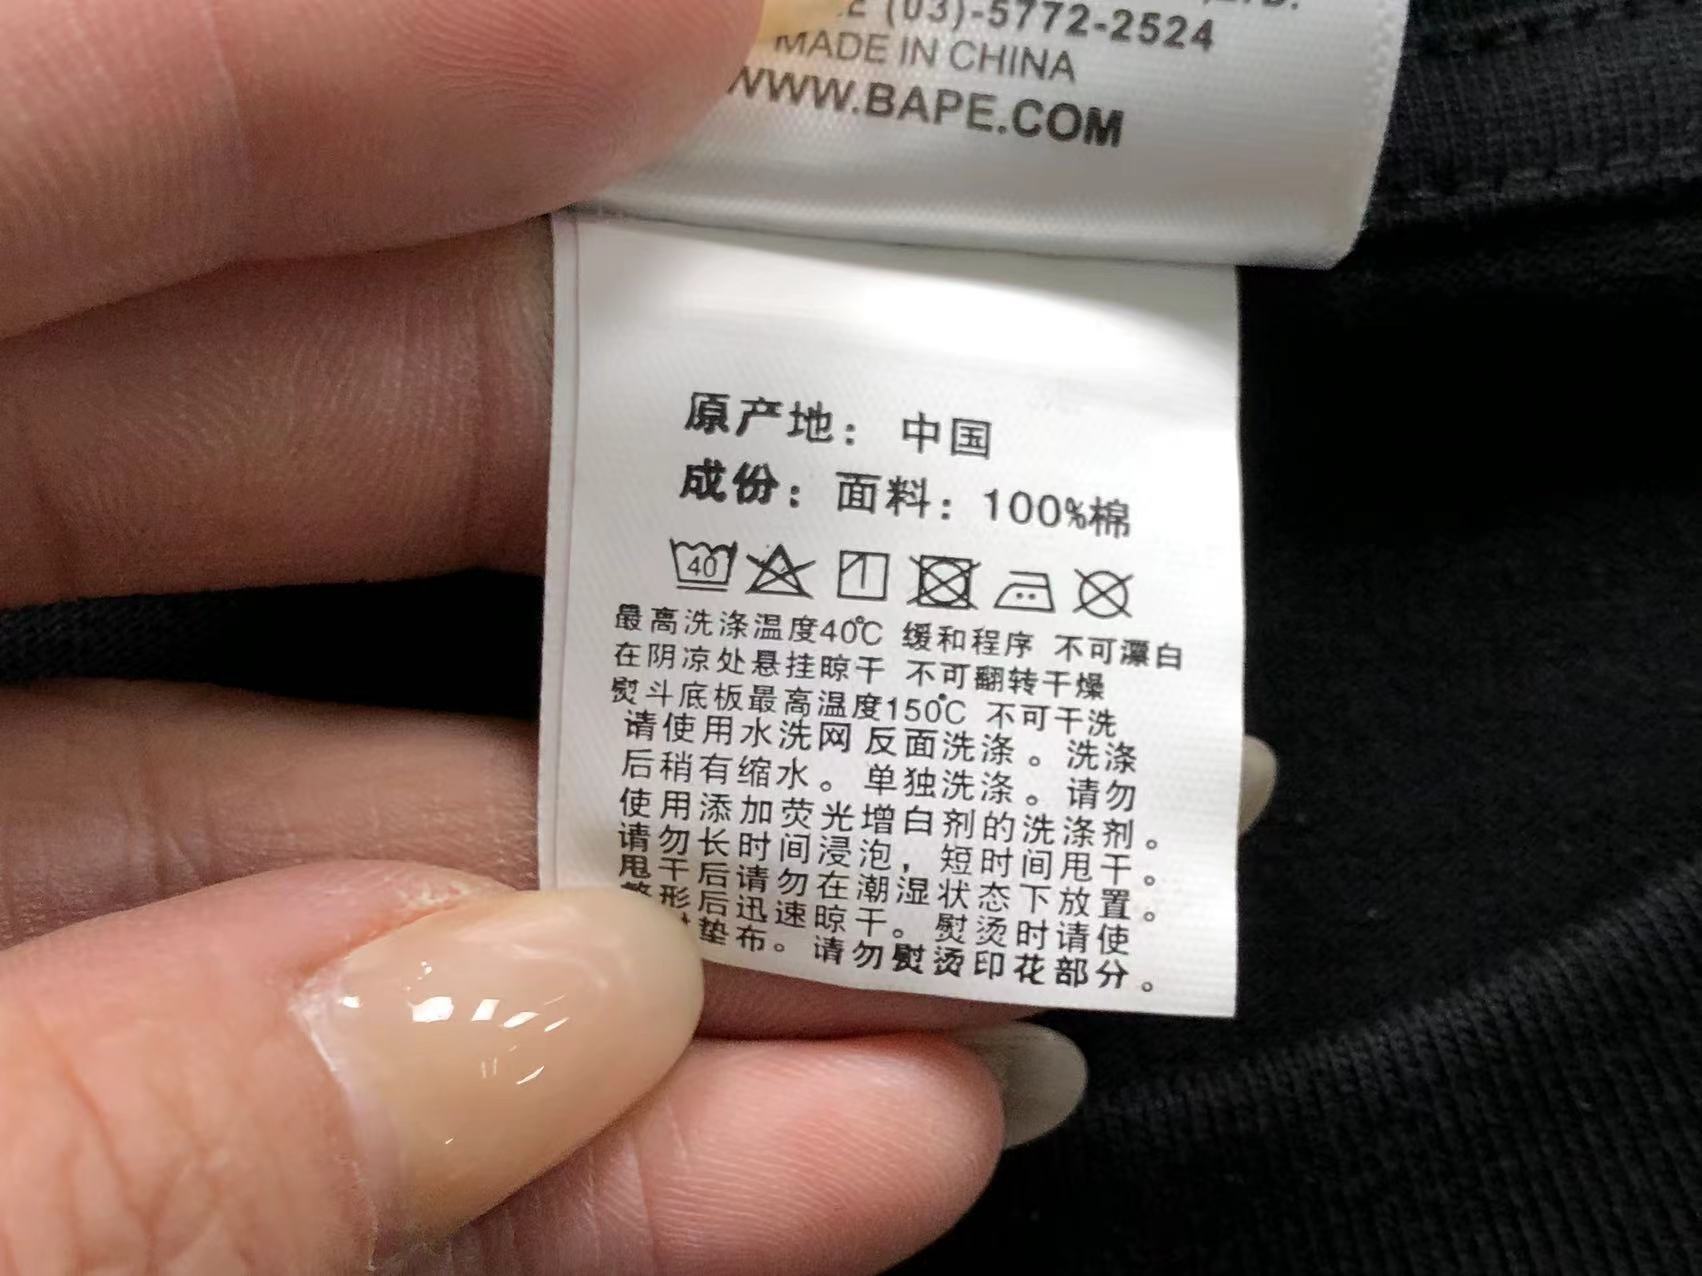 (03)-5772-2524
MADE IN CHINA
WWW.BAPE.COM
原产地： 中国
成份：面料：100%棉
40
最高洗涤温度40℃ 缓和程序 不可漂白
在阴凉处悬挂晾干 不可翻转干燥
熨斗底板最高温度150℃ 不可干洗
请使用水洗网反面洗涤。洗涤
后稍有缩水。单独洗涤。请勿
使用添加荧光增白剂的洗涤剂。
请勿长时间浸泡，短时间甩干。
甩干后请勿在潮湿状态下放置。
整形后迅速晾干。熨烫时请使
垫布。请勿熨烫印花部分。